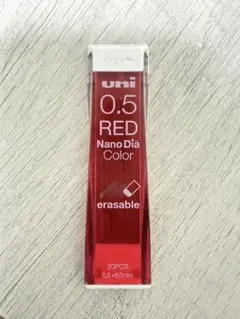 uni
0.5
RED
Nano Dia
Color
erasable
20PCS
0.5×60mm